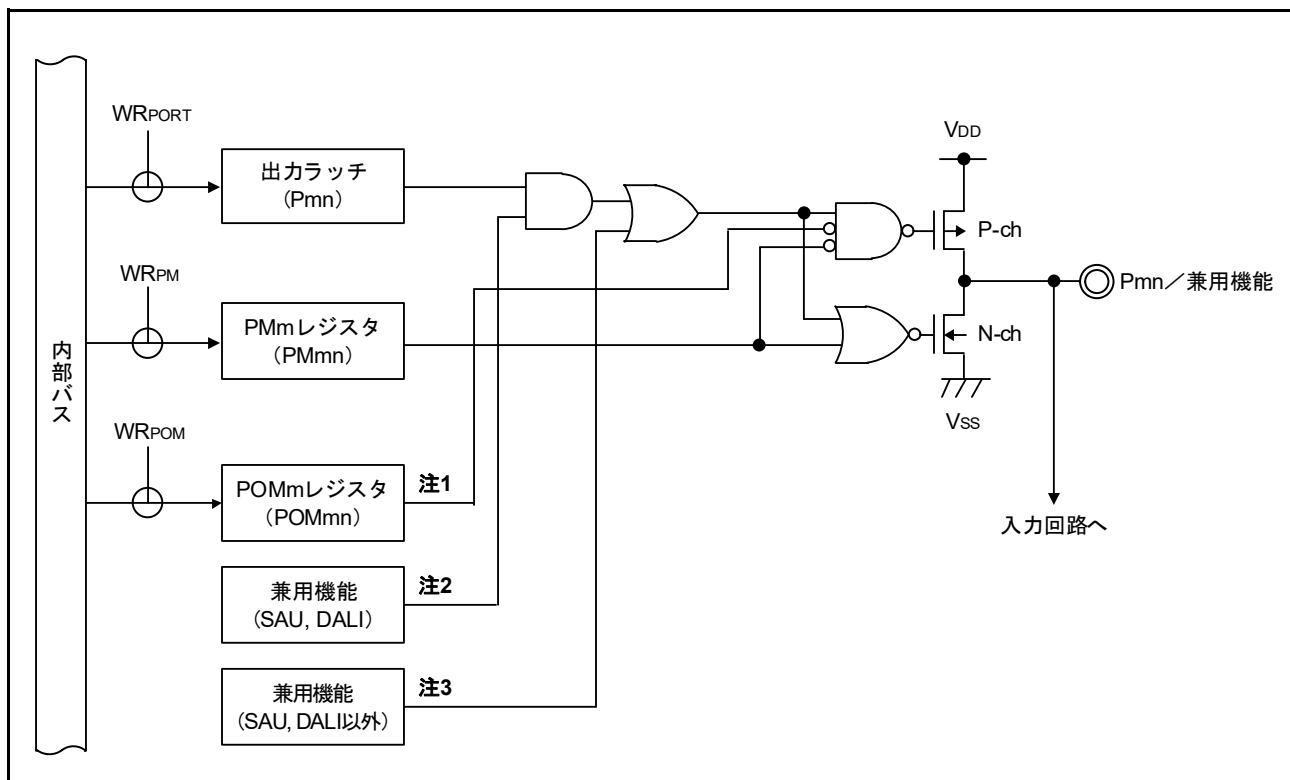 内部バス
WRPORT
出力ラッチ
(Pmn)
WRPM
PMmレジスタ
(PMmn)
WRPOM
POMmレジスタ
(POMmn)
注1
兼用機能
(SAU, DALI)
注2
兼用機能
(SAU, DALI以外)
注3
VDD
P-ch
Pmn/兼用機能
N-ch
VSS
入力回路へ